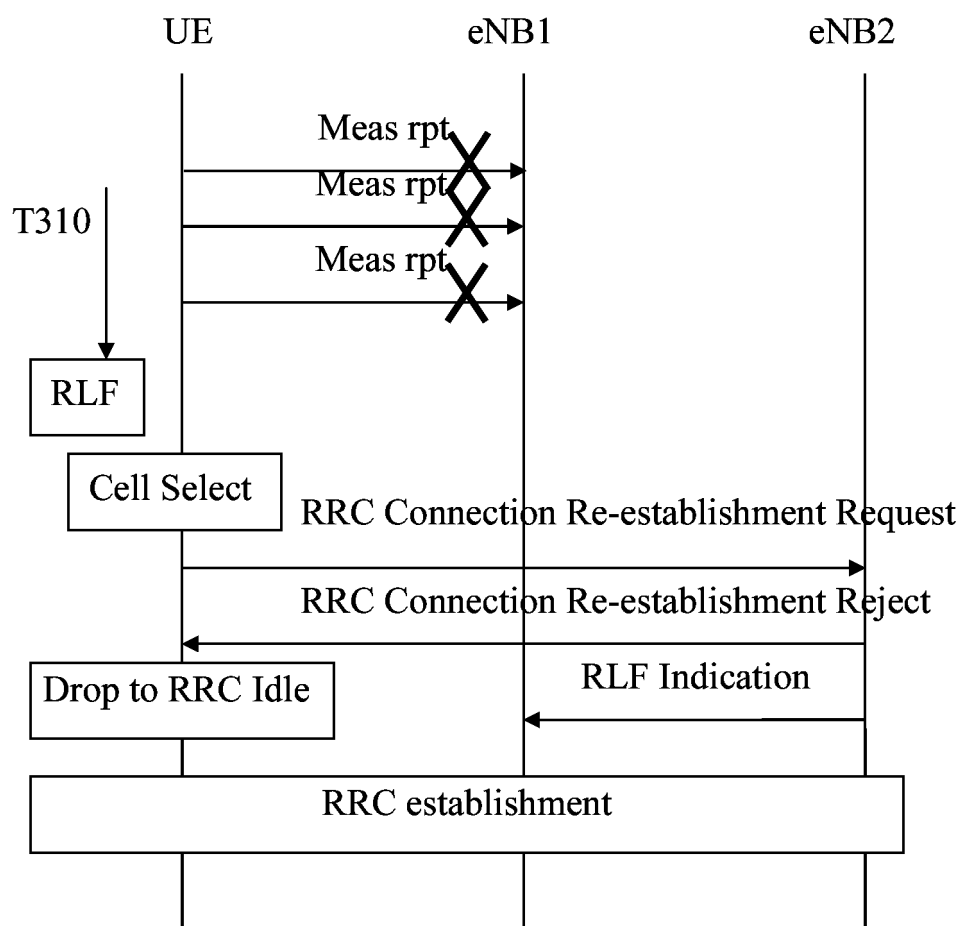 UE eNB1 eNB2
Meas rpt
Meas rpt
T310
Meas rpt
RLF
Cell Select
RRC Connection Re-establishment Request
RRC Connection Re-establishment Reject
Drop to RRC Idle
RLF Indication
RRC establishment